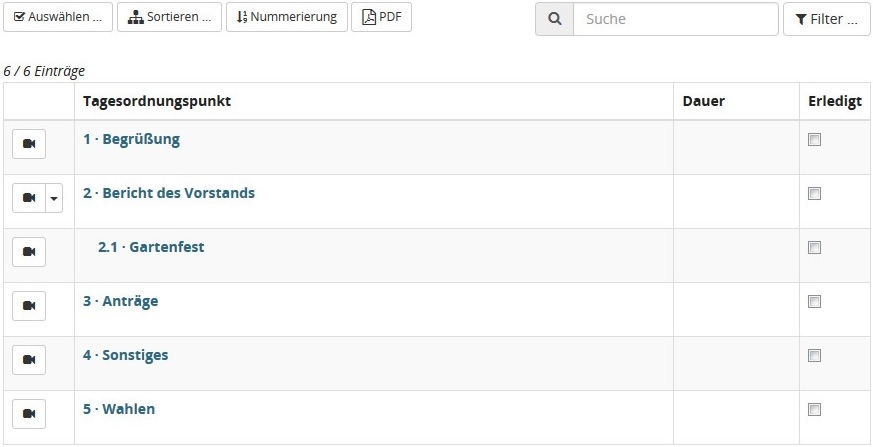 Auswählen ... Sortieren ... Nummerierung PDF Suche Filter ...
6 / 6 Einträge
Tagesordnungspunkt Dauer Erledigt
1 · Begrüßung
2 · Bericht des Vorstands
2.1 · Gartenfest
3 · Anträge
4 · Sonstiges
5 · Wahlen